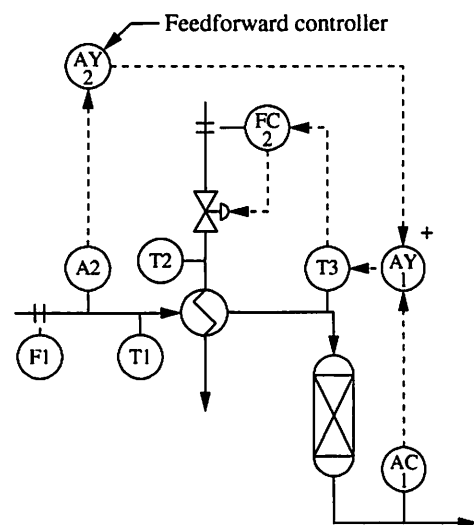 Feedforward controller
AY
2
FC
2
A2
T2
T3
+
AY
1
F1
T1
AC
1